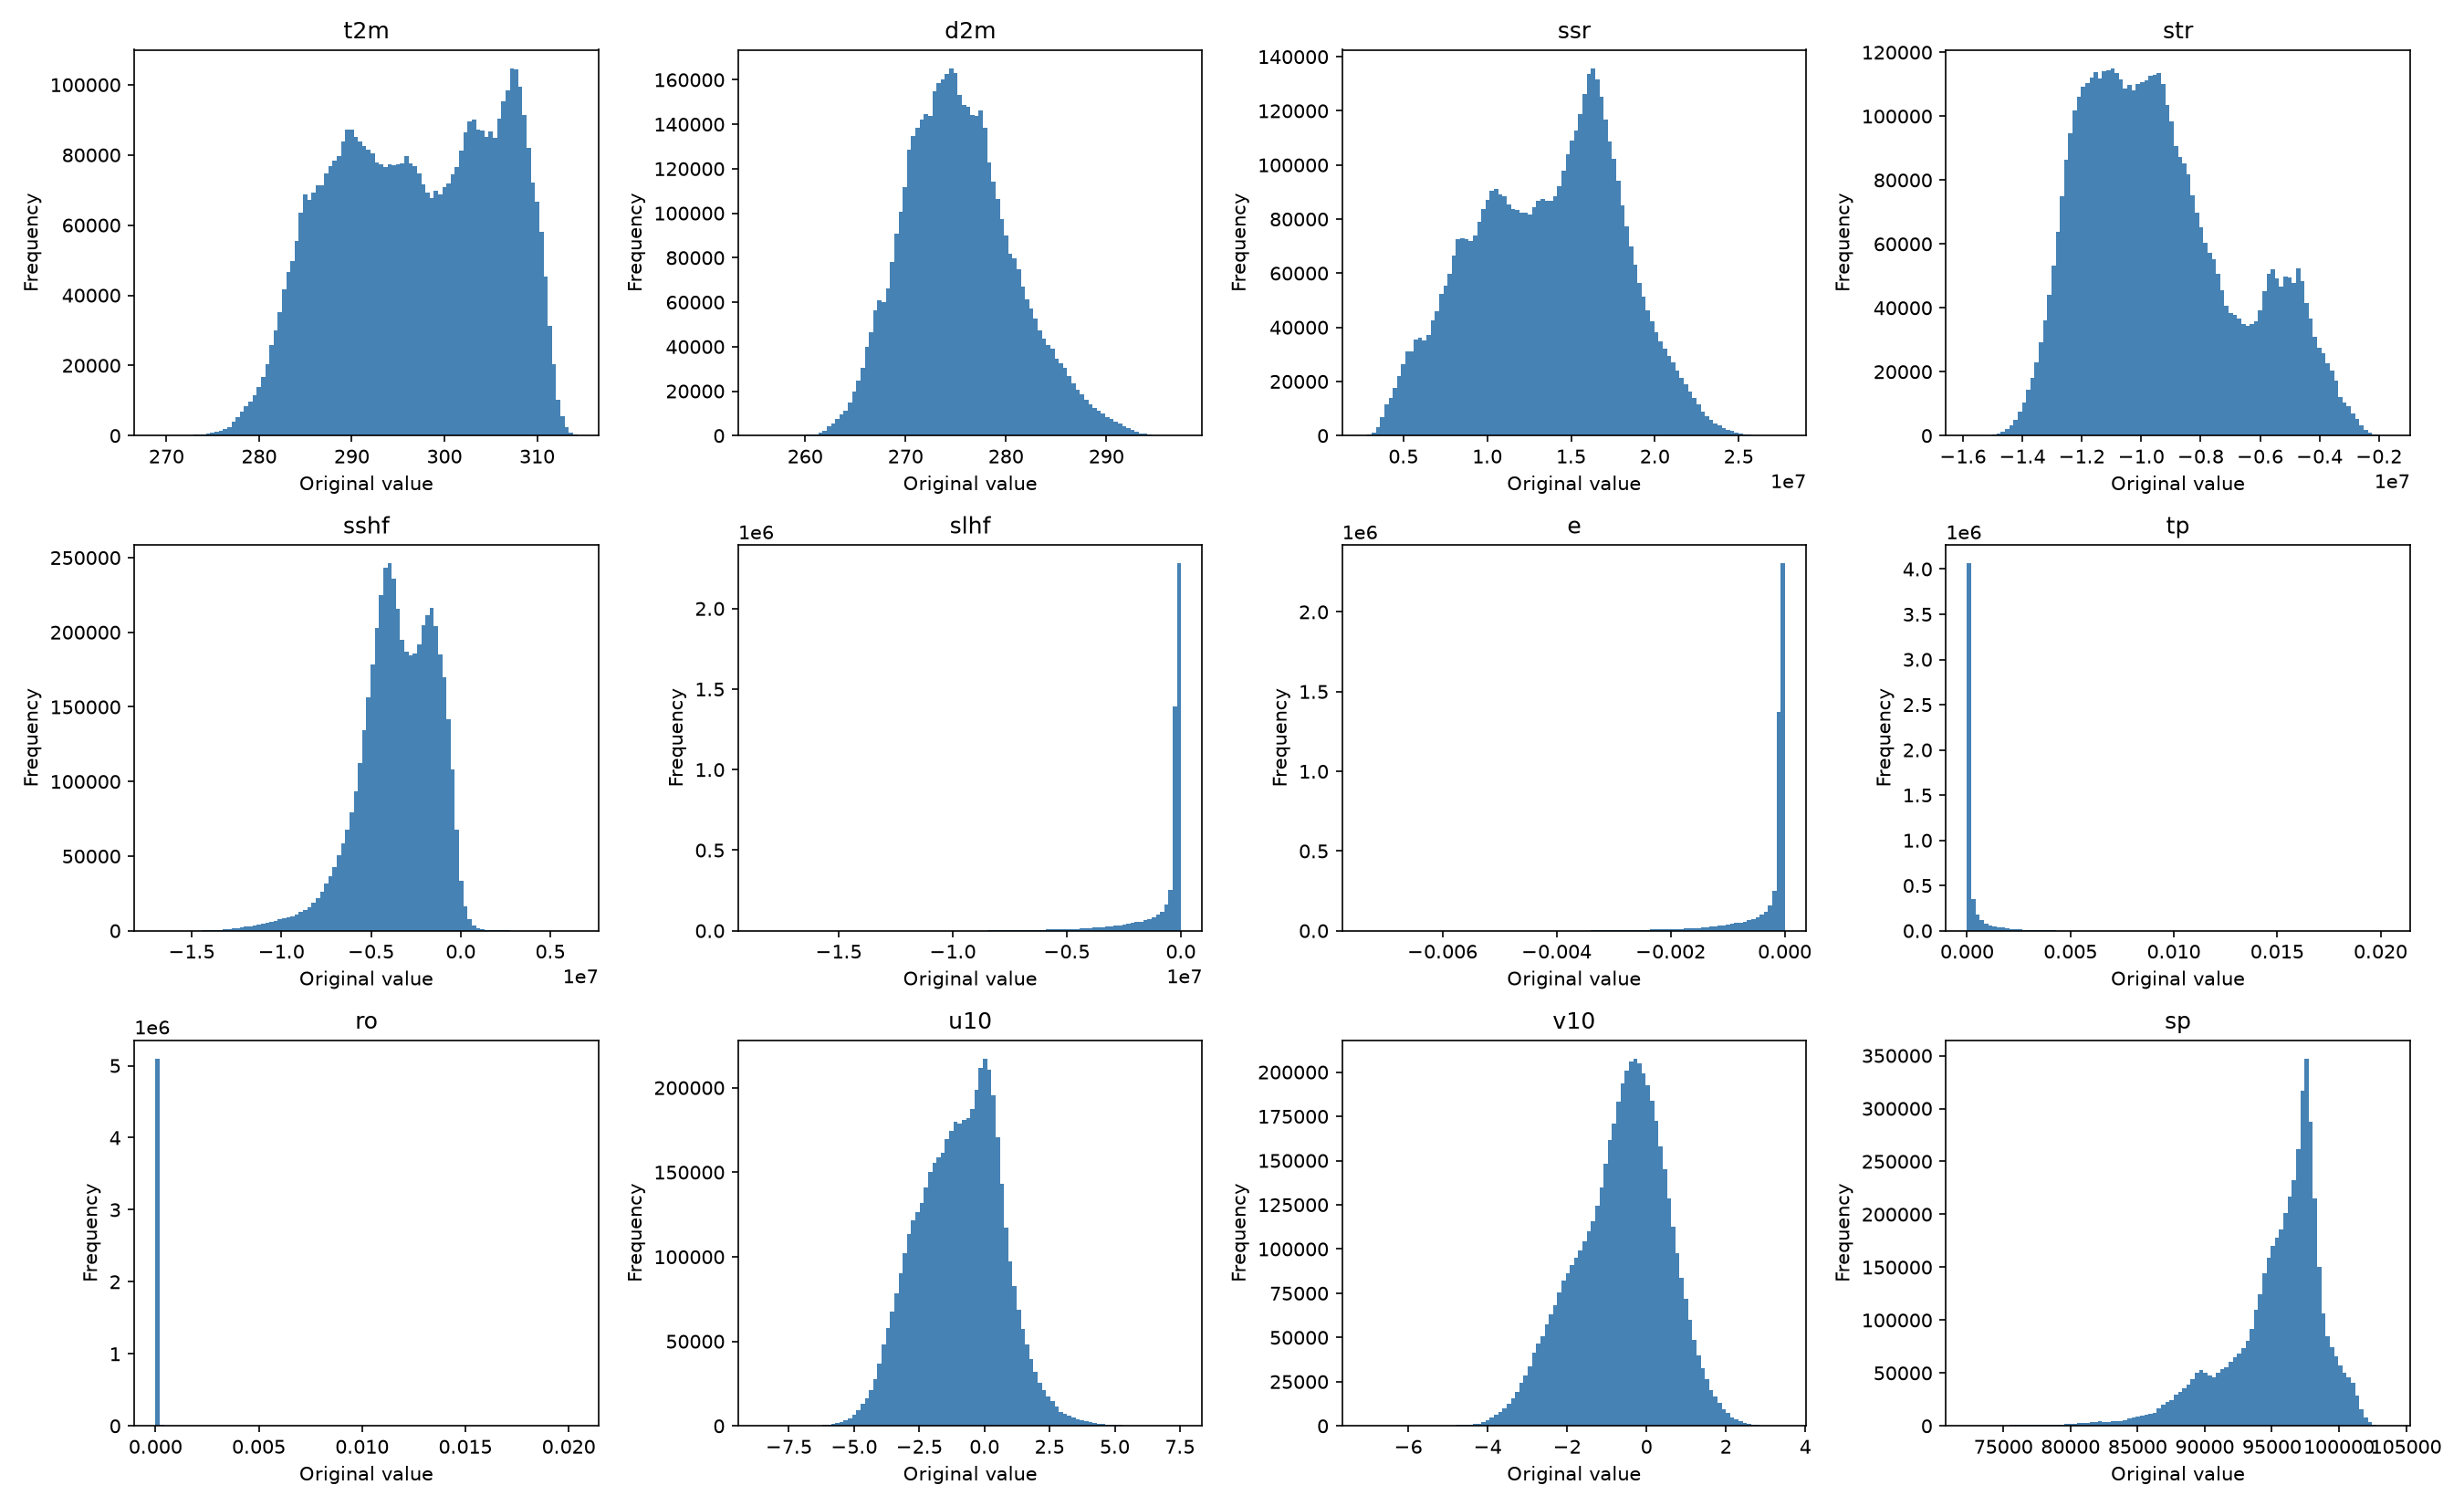 t2m
d2m
ssr
str
100000
80000
60000
40000
20000
0
Frequency
270 280 290 300 310
Original value
160000
140000
120000
100000
80000
60000
40000
20000
0
Frequency
260 270 280 290
Original value
140000
120000
100000
80000
60000
40000
20000
0
Frequency
0.5 1.0 1.5 2.0 2.5
Original value
1e7
120000
100000
80000
60000
40000
20000
0
Frequency
−1.6 −1.4 −1.2 −1.0 −0.8 −0.6 −0.4 −0.2
Original value
1e7
sshf
slhf
e
tp
250000
200000
150000
100000
50000
0
Frequency
−1.5 −1.0 −0.5 0.0 0.5
Original value
1e7
1e6
2.0
1.5
1.0
0.5
0.0
Frequency
−1.5 −1.0 −0.5 0.0
Original value
1e7
1e6
2.0
1.5
1.0
0.5
0.0
Frequency
−0.006 −0.004 −0.002 0.000
Original value
1e6
4.0
3.5
3.0
2.5
2.0
1.5
1.0
0.5
0.0
Frequency
0.000 0.005 0.010 0.015 0.020
Original value
ro
u10
v10
sp
1e6
5
4
3
2
1
0
Frequency
0.000 0.005 0.010 0.015 0.020
Original value
200000
150000
100000
50000
0
Frequency
−7.5 −5.0 −2.5 0.0 2.5 5.0 7.5
Original value
200000
175000
150000
125000
100000
75000
50000
25000
0
Frequency
−6 −4 −2 0 2 4
Original value
350000
300000
250000
200000
150000
100000
50000
0
Frequency
75000 80000 85000 90000 95000 100000 105000
Original value